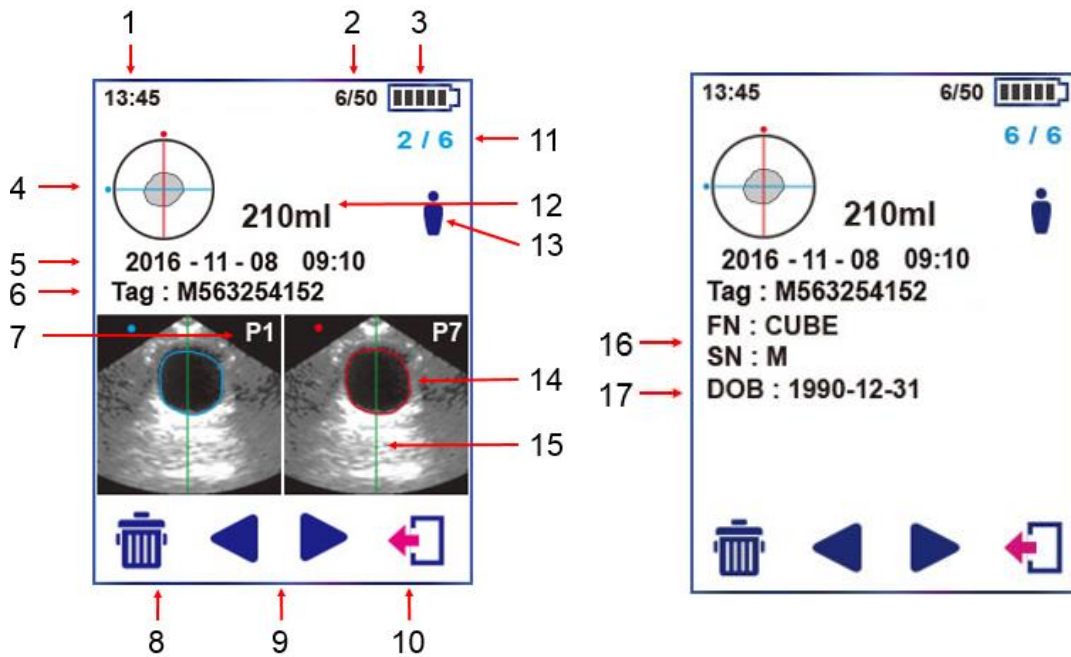 1 2 3
13:45 6/50
2 / 6 11
4
210ml 12
13
5 2016 - 11 - 08 09:10
6 Tag : M563254152
7 P1 P7
14
15
8 9 10
13:45 6/50
6 / 6
210ml
2016 - 11 - 08 09:10
Tag : M563254152
16 FN : CUBE
SN : M
17 DOB : 1990-12-31